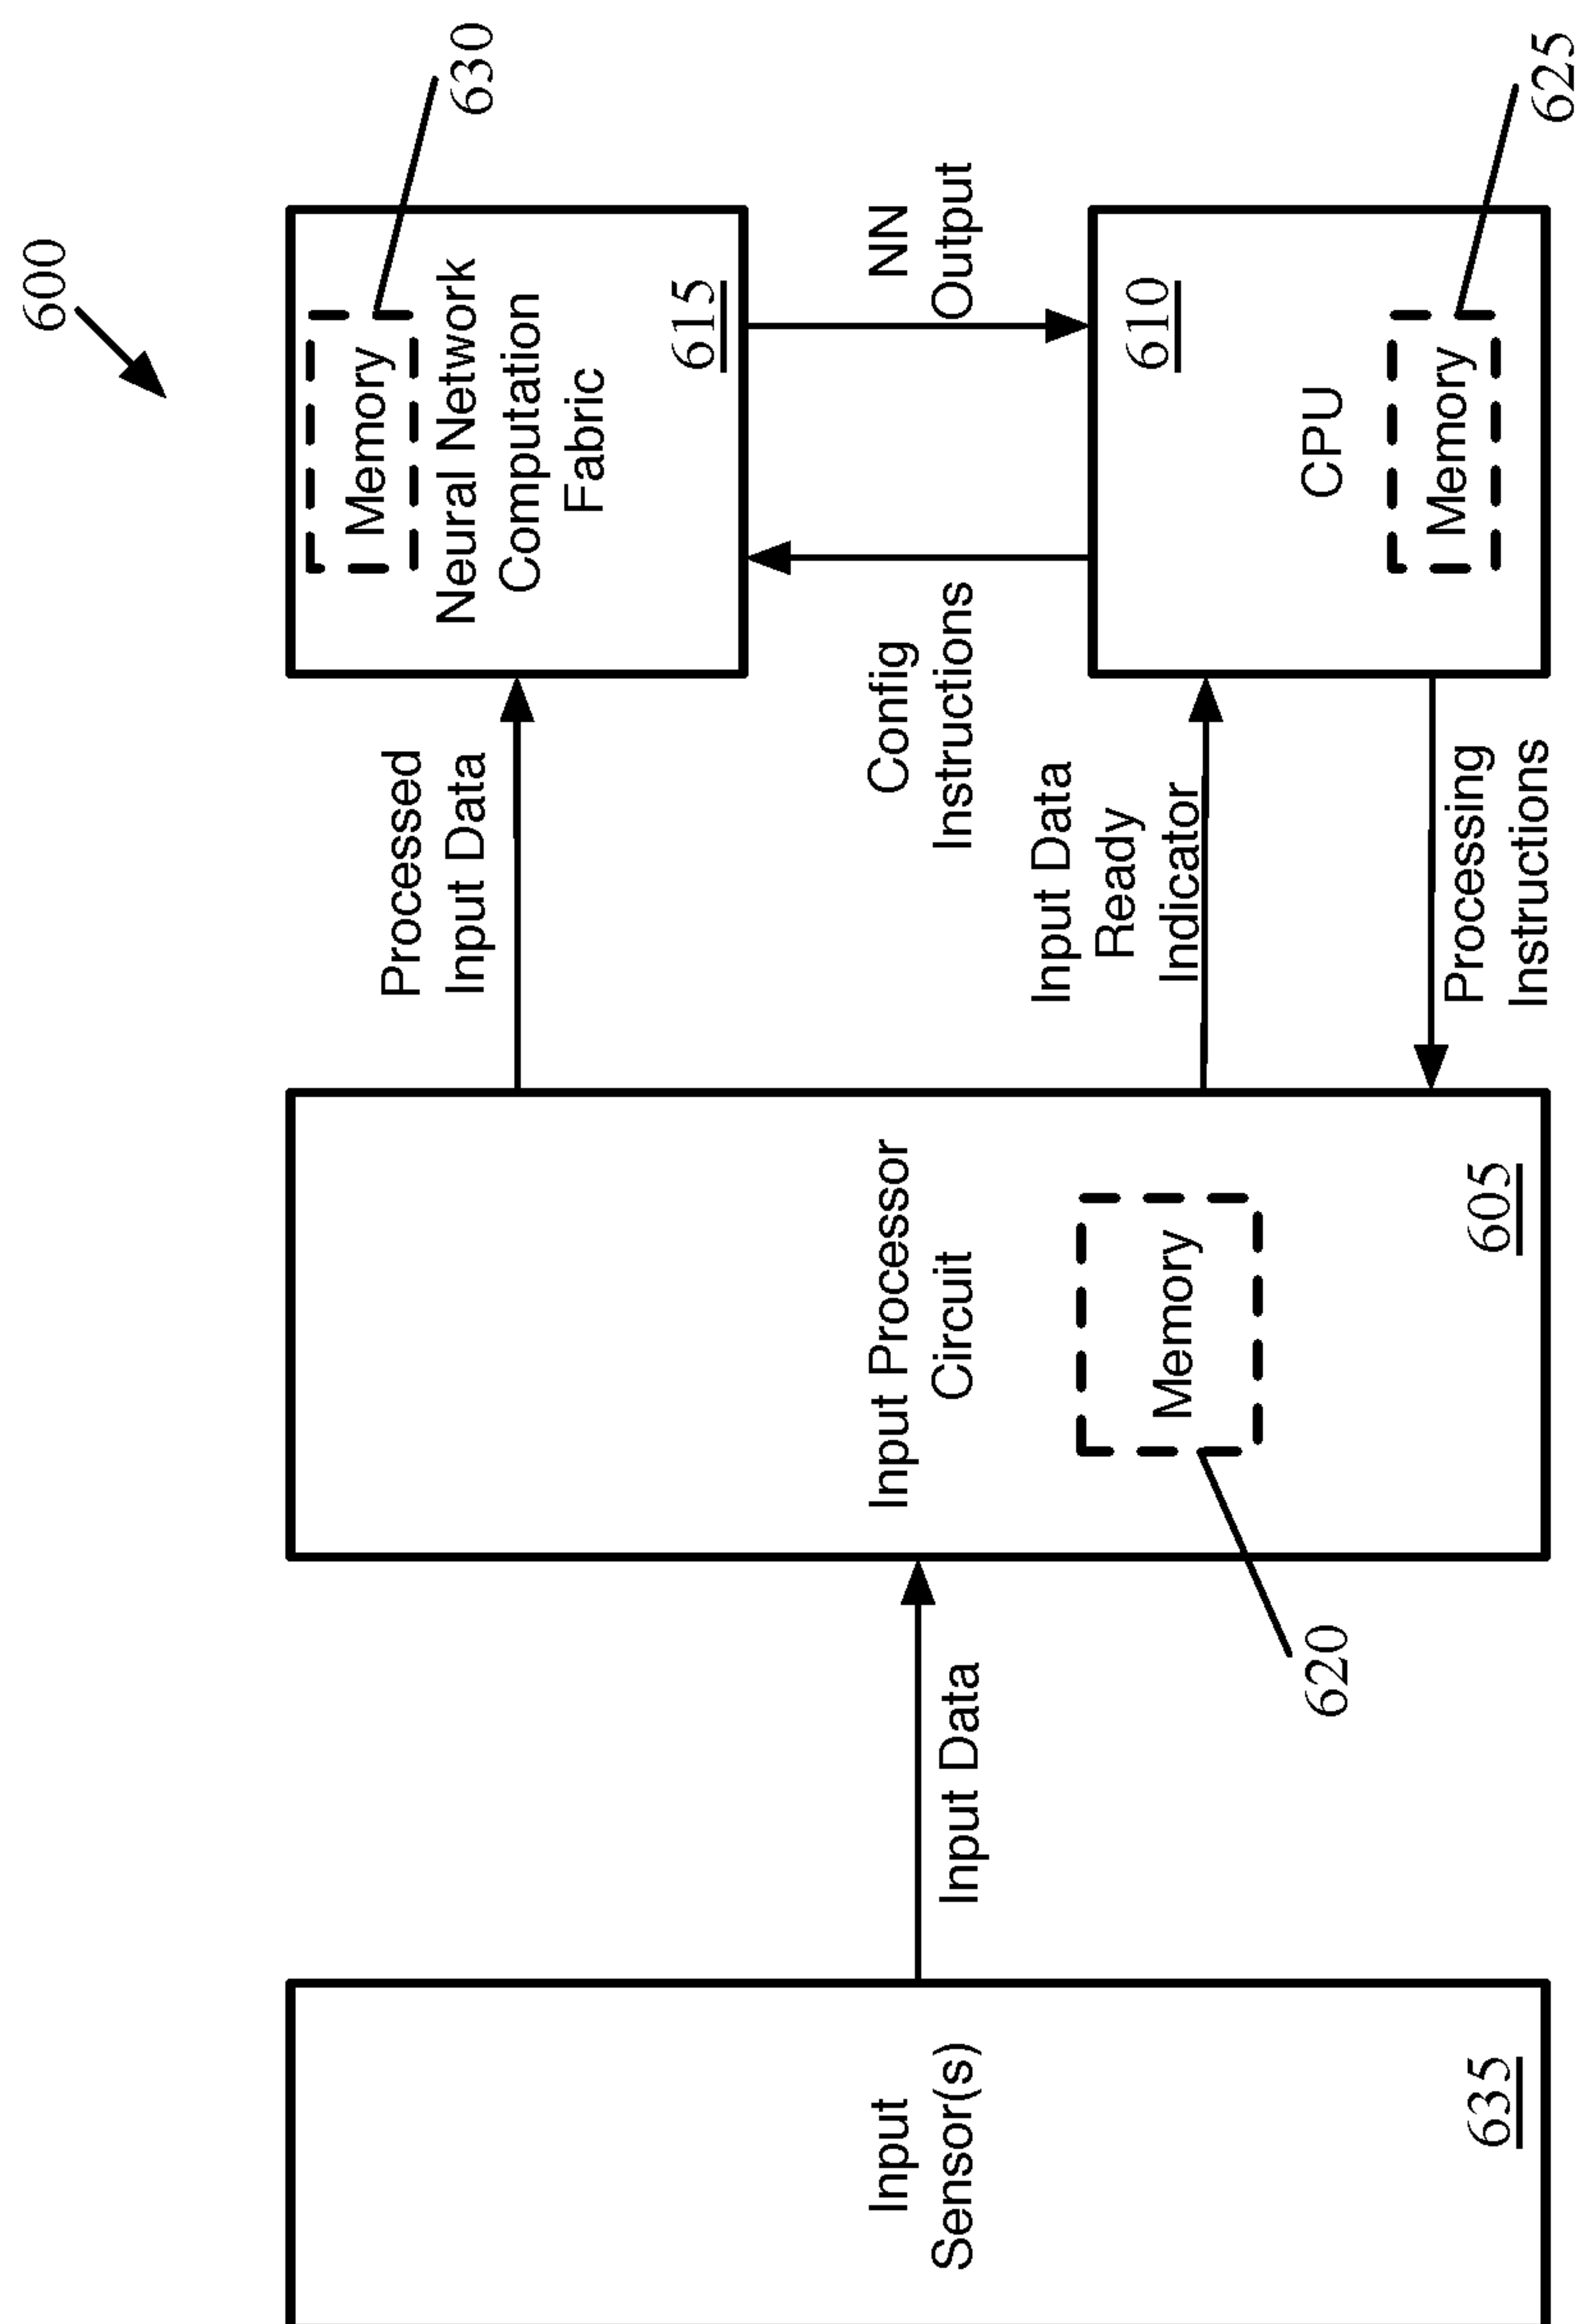 600
Input
Sensor(s)
635
Input Data
Input Processor
Circuit
Memory
620
605
Processed
Input Data
Input Data
Ready
Indicator
Processing
Instructions
Config
Instructions
NN
Output
Memory
630
Neural Network
Computation
Fabric
615
610
CPU
Memory
625